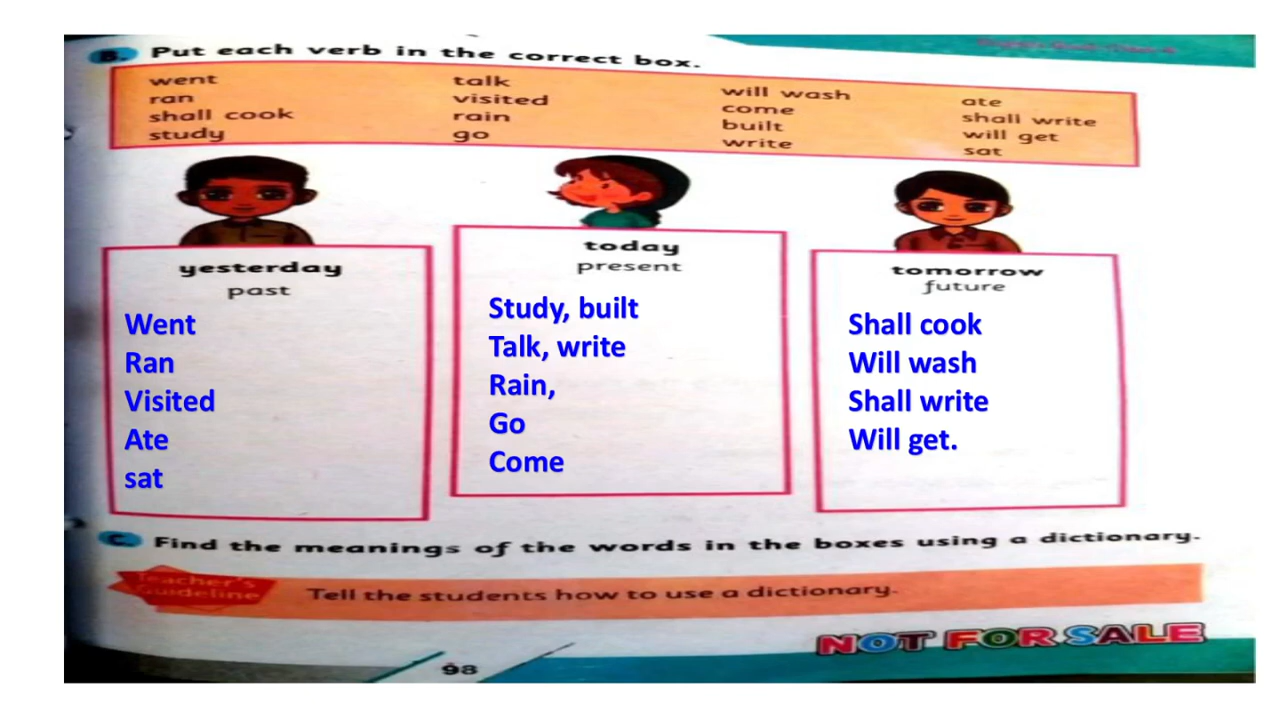 B. Put each verb in the correct box.
went talk will wash ate
ran visited come shall write
shall cook rain built will get
study go write sat
yesterday
past
Went
Ran
Visited
Ate
sat
today
present
Study, built
Talk, write
Rain,
Go
Come
tomorrow
future
Shall cook
Will wash
Shall write
Will get.
C. Find the meanings of the words in the boxes using a dictionary.
Teacher's
Guideline
Tell the students how to use a dictionary.
NOT FOR SALE
98